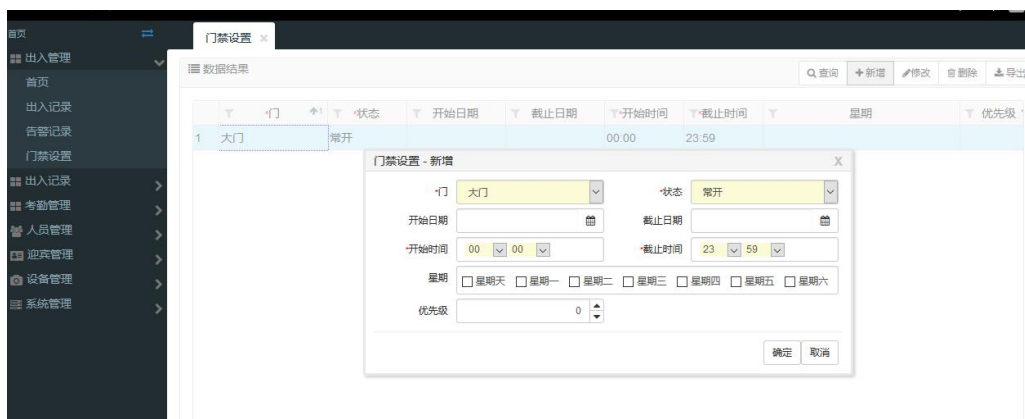 首页
门禁设置 ×
出入管理
首页
出入记录
告警记录
门禁设置
出入记录
考勤管理
人员管理
迎宾管理
设备管理
系统管理
数据结果
查询 新增 修改 删除 导出
*门 1 *状态 开始日期 截止日期 *开始时间 *截止时间 星期 优先级
1 大门 常开 00:00 23:59
门禁设置 - 新增 X
*门 大门 *状态 常开
开始日期 截止日期
*开始时间 00 00 *截止时间 23 59
星期 星期天 星期一 星期二 星期三 星期四 星期五 星期六
优先级 0
确定 取消